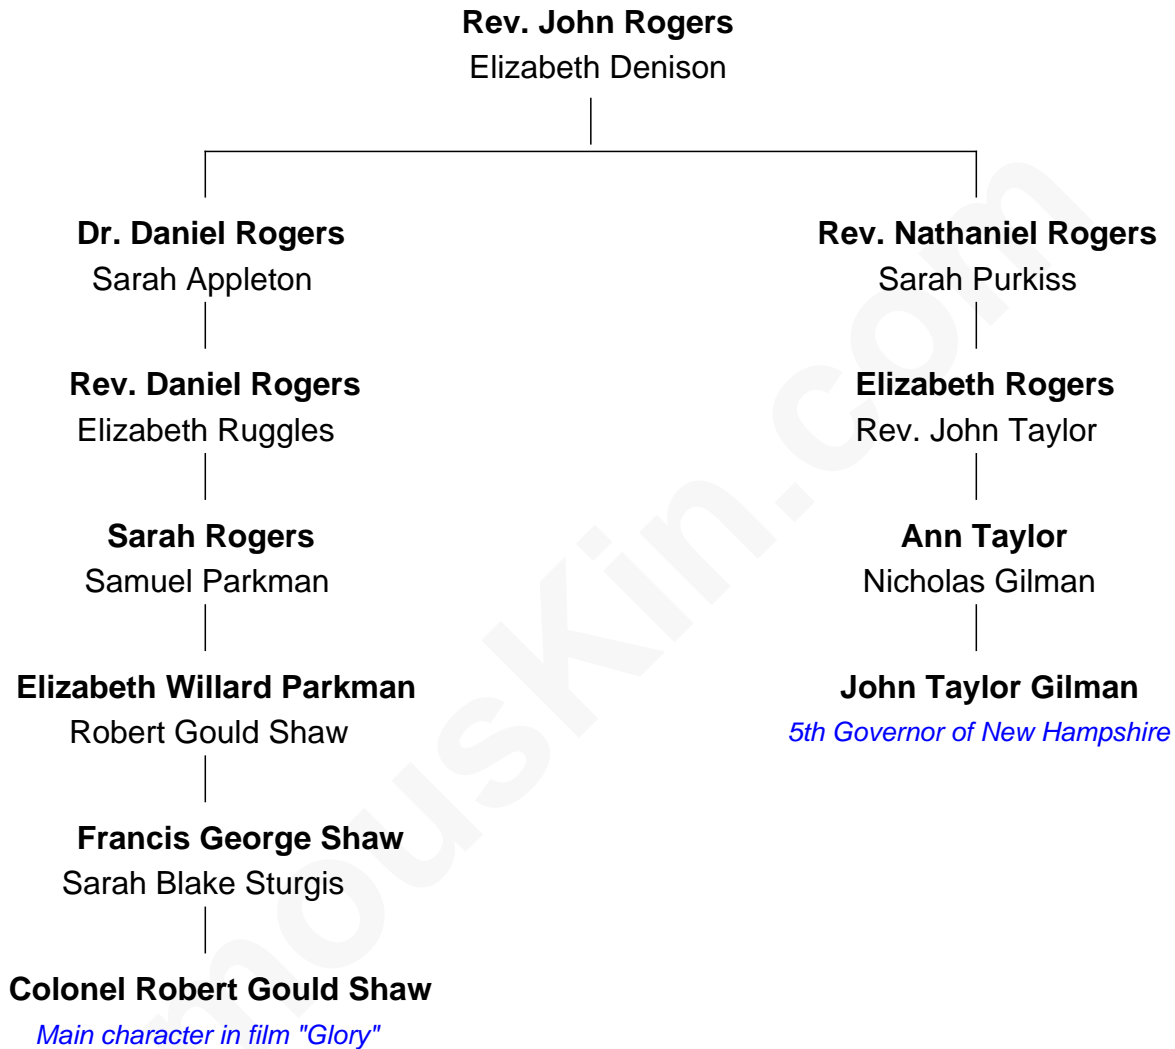 Rev. John Rogers
Elizabeth Denison
Dr. Daniel Rogers
Sarah Appleton
Rev. Nathaniel Rogers
Sarah Purkiss
Rev. Daniel Rogers
Elizabeth Ruggles
Elizabeth Rogers
Rev. John Taylor
Sarah Rogers
Samuel Parkman
Ann Taylor
Nicholas Gilman
Elizabeth Willard Parkman
Robert Gould Shaw
John Taylor Gilman
5th Governor of New Hampshire
Francis George Shaw
Sarah Blake Sturgis
Colonel Robert Gould Shaw
Main character in film "Glory"
mousKin.com